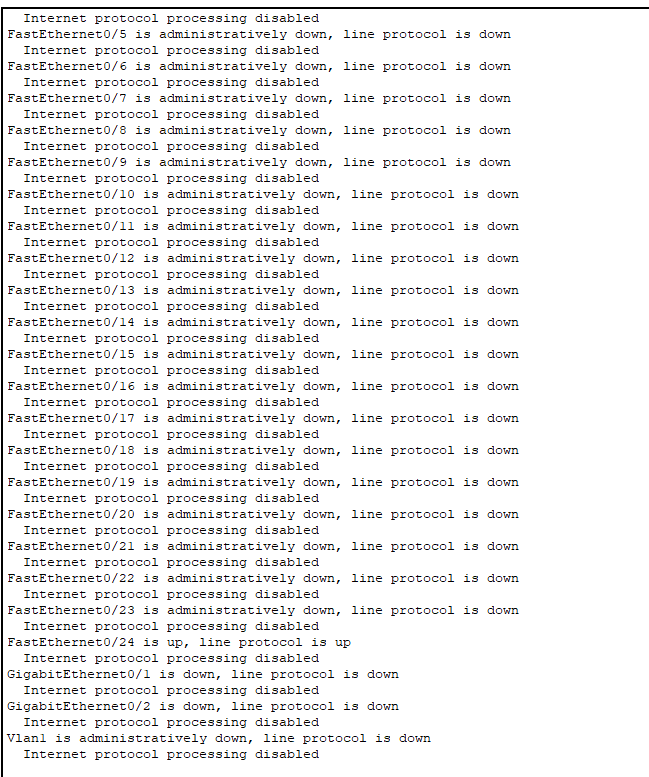 Internet protocol processing disabled
FastEthernet0/5 is administratively down, line protocol is down
Internet protocol processing disabled
FastEthernet0/6 is administratively down, line protocol is down
Internet protocol processing disabled
FastEthernet0/7 is administratively down, line protocol is down
Internet protocol processing disabled
FastEthernet0/8 is administratively down, line protocol is down
Internet protocol processing disabled
FastEthernet0/9 is administratively down, line protocol is down
Internet protocol processing disabled
FastEthernet0/10 is administratively down, line protocol is down
Internet protocol processing disabled
FastEthernet0/11 is administratively down, line protocol is down
Internet protocol processing disabled
FastEthernet0/12 is administratively down, line protocol is down
Internet protocol processing disabled
FastEthernet0/13 is administratively down, line protocol is down
Internet protocol processing disabled
FastEthernet0/14 is administratively down, line protocol is down
Internet protocol processing disabled
FastEthernet0/15 is administratively down, line protocol is down
Internet protocol processing disabled
FastEthernet0/16 is administratively down, line protocol is down
Internet protocol processing disabled
FastEthernet0/17 is administratively down, line protocol is down
Internet protocol processing disabled
FastEthernet0/18 is administratively down, line protocol is down
Internet protocol processing disabled
FastEthernet0/19 is administratively down, line protocol is down
Internet protocol processing disabled
FastEthernet0/20 is administratively down, line protocol is down
Internet protocol processing disabled
FastEthernet0/21 is administratively down, line protocol is down
Internet protocol processing disabled
FastEthernet0/22 is administratively down, line protocol is down
Internet protocol processing disabled
FastEthernet0/23 is administratively down, line protocol is down
Internet protocol processing disabled
FastEthernet0/24 is up, line protocol is up
Internet protocol processing disabled
GigabitEthernet0/1 is down, line protocol is down
Internet protocol processing disabled
GigabitEthernet0/2 is down, line protocol is down
Internet protocol processing disabled
Vlan1 is administratively down, line protocol is down
Internet protocol processing disabled